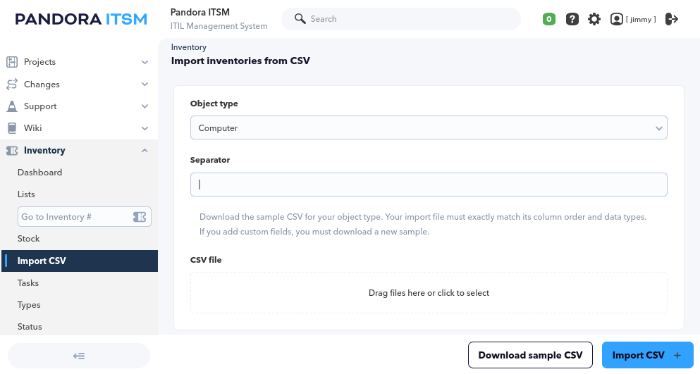 PANDORA ITSM
Pandora ITSM
ITIL Management System
Search
0
?
[ jimmy ]
Projects
Changes
Support
Wiki
Inventory
Dashboard
Lists
Go to Inventory #
Stock
Import CSV
Tasks
Types
Status
Inventory
Import inventories from CSV
Object type
Computer
Separator
|
Download the sample CSV for your object type. Your import file must exactly match its column order and data types.
If you add custom fields, you must download a new sample.
CSV file
Drag files here or click to select
Download sample CSV
Import CSV +